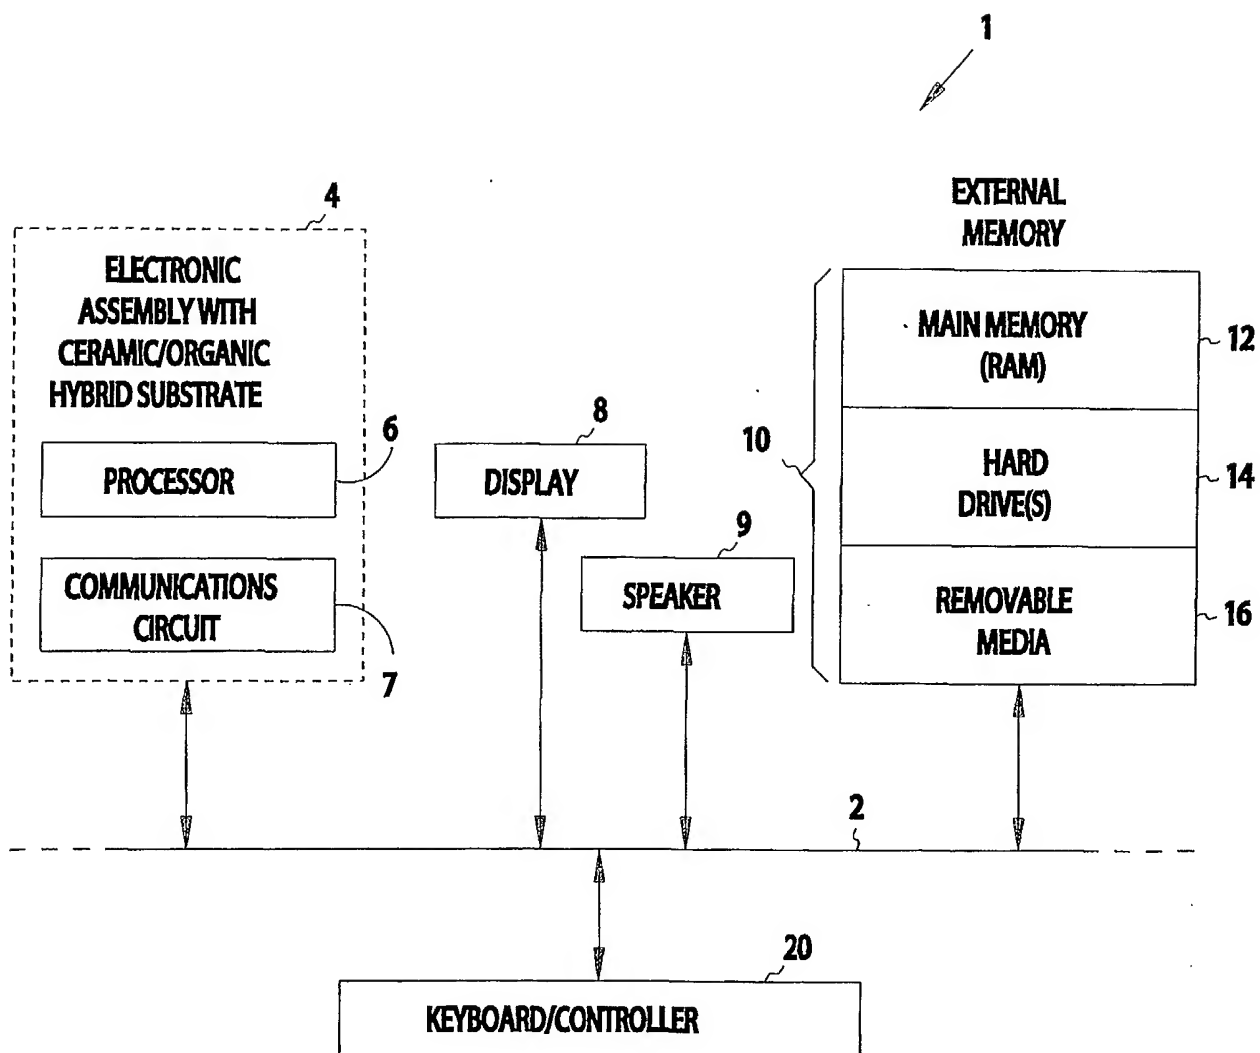 1
EXTERNAL
MEMORY
4
ELECTRONIC
ASSEMBLY WITH
CERAMIC/ORGANIC
HYBRID SUBSTRATE
6
PROCESSOR
COMMUNICATIONS
CIRCUIT
7
8
DISPLAY
9
SPEAKER
10
MAIN MEMORY
(RAM)
12
HARD
DRIVE(S)
14
REMOVABLE
MEDIA
16
2
20
KEYBOARD/CONTROLLER